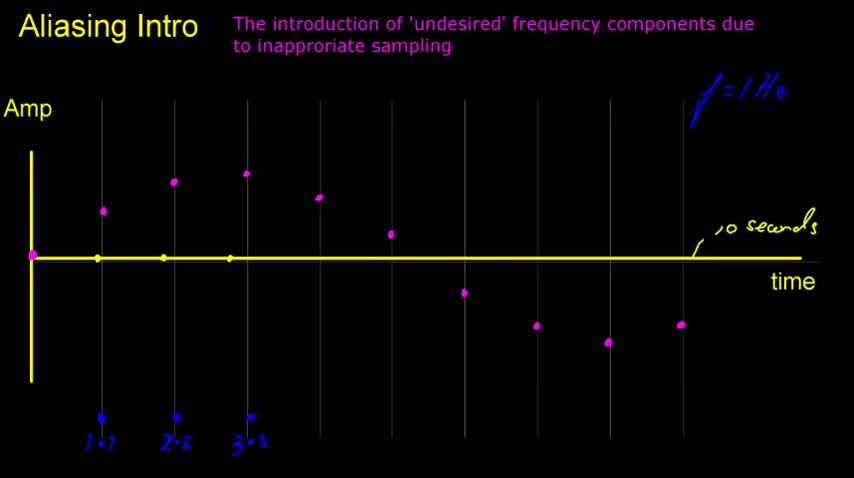 Aliasing Intro
The introduction of 'undesired' frequency components due
to inapproriate sampling
f = 1 Hz
Amp
10 seconds
time
1.1 2.2 3.3